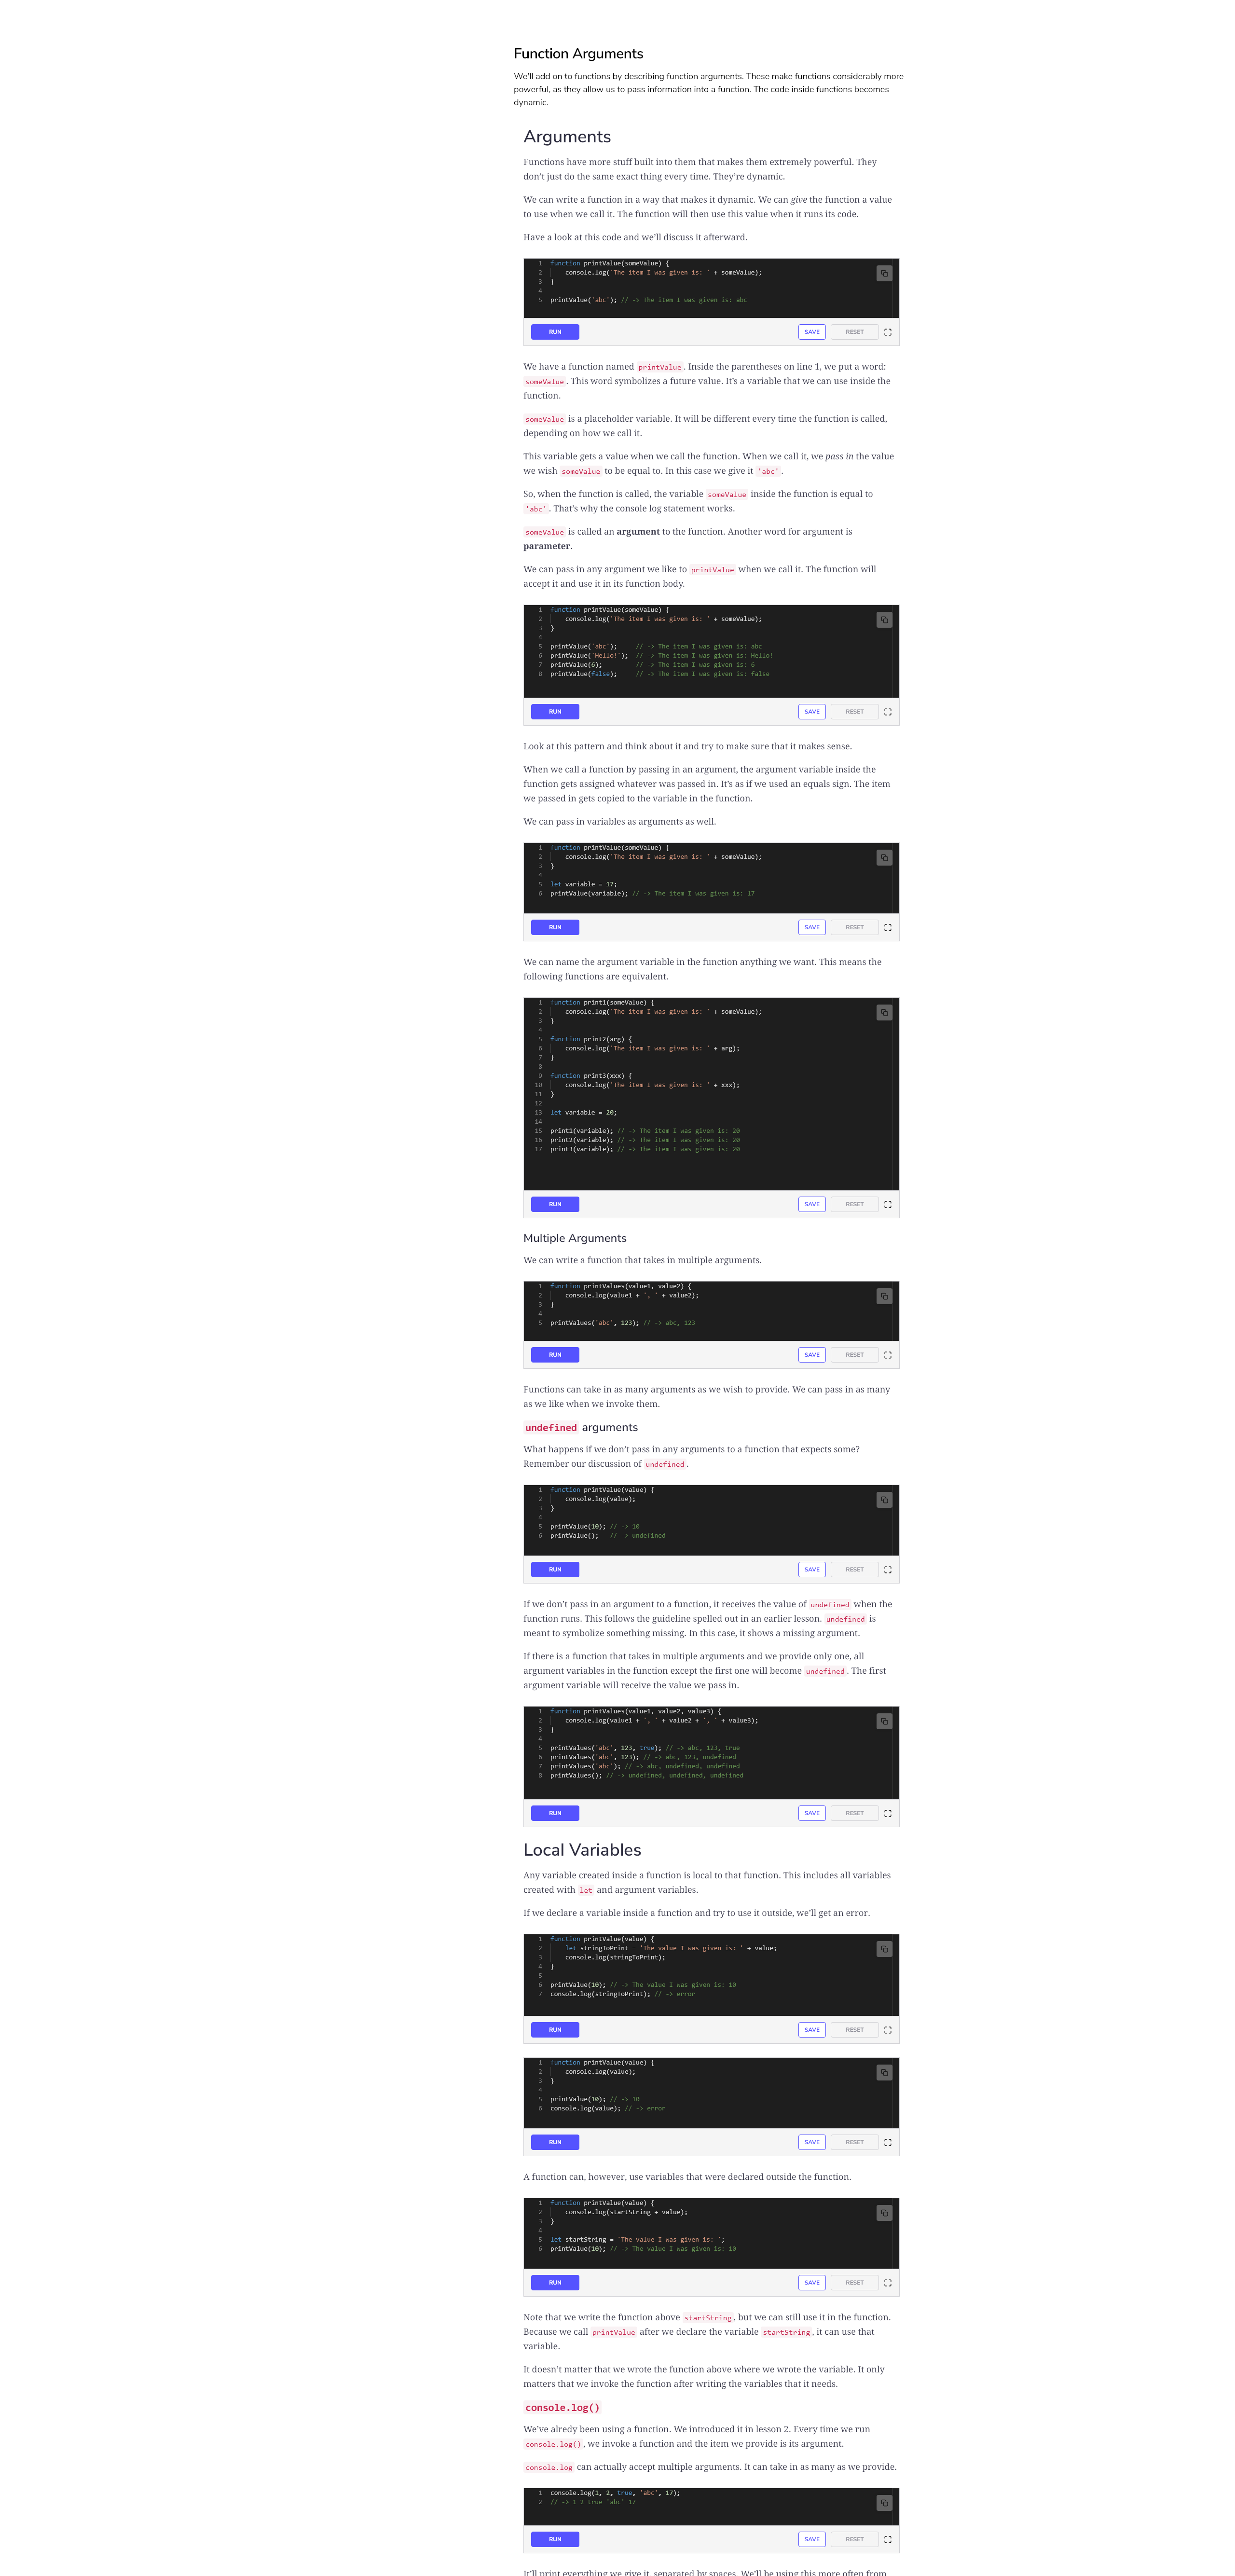 Function Arguments
We'll add on to functions by describing function arguments. These make functions considerably more
powerful, as they allow us to pass information into a function. The code inside functions becomes
dynamic.
Arguments
Functions have more stuff built into them that makes them extremely powerful. They
don't just do the same exact thing every time. They're dynamic.
We can write a function in a way that makes it dynamic. We can give the function a value
to use when we call it. The function will then use this value when it runs its code.
Have a look at this code and we'll discuss it afterward.
1 function printValue(someValue) {
2 console.log('The item I was given is: ' + someValue);
3 }
4
5 printValue('abc'); // -> The item I was given is: abc
RUN SAVE RESET
We have a function named printValue. Inside the parentheses on line 1, we put a word:
someValue. This word symbolizes a future value. It's a variable that we can use inside the
function.
someValue is a placeholder variable. It will be different every time the function is called,
depending on how we call it.
This variable gets a value when we call the function. When we call it, we pass in the value
we wish someValue to be equal to. In this case we give it 'abc'.
So, when the function is called, the variable someValue inside the function is equal to
'abc'. That's why the console log statement works.
someValue is called an argument to the function. Another word for argument is
parameter.
We can pass in any argument we like to printValue when we call it. The function will
accept it and use it in its function body.
1 function printValue(someValue) {
2 console.log('The item I was given is: ' + someValue);
3 }
4
5 printValue('abc'); // -> The item I was given is: abc
6 printValue('Hello!'); // -> The item I was given is: Hello!
7 printValue(6); // -> The item I was given is: 6
8 printValue(false); // -> The item I was given is: false
RUN SAVE RESET
Look at this pattern and think about it and try to make sure that it makes sense.
When we call a function by passing in an argument, the argument variable inside the
function gets assigned whatever was passed in. It's as if we used an equals sign. The item
we passed in gets copied to the variable in the function.
We can pass in variables as arguments as well.
1 function printValue(someValue) {
2 console.log('The item I was given is: ' + someValue);
3 }
4
5 let variable = 17;
6 printValue(variable); // -> The item I was given is: 17
RUN SAVE RESET
We can name the argument variable in the function anything we want. This means the
following functions are equivalent.
1 function print1(someValue) {
2 console.log('The item I was given is: ' + someValue);
3 }
4
5 function print2(arg) {
6 console.log('The item I was given is: ' + arg);
7 }
8
9 function print3(xxx) {
10 console.log('The item I was given is: ' + xxx);
11 }
12
13 let variable = 20;
14
15 print1(variable); // -> The item I was given is: 20
16 print2(variable); // -> The item I was given is: 20
17 print3(variable); // -> The item I was given is: 20
RUN SAVE RESET
Multiple Arguments
We can write a function that takes in multiple arguments.
1 function printValues(value1, value2) {
2 console.log(value1 + ', ' + value2);
3 }
4
5 printValues('abc', 123); // -> abc, 123
RUN SAVE RESET
Functions can take in as many arguments as we wish to provide. We can pass in as many
as we like when we invoke them.
undefined arguments
What happens if we don't pass in any arguments to a function that expects some?
Remember our discussion of undefined.
1 function printValue(value) {
2 console.log(value);
3 }
4
5 printValue(10); // -> 10
6 printValue(); // -> undefined
RUN SAVE RESET
If we don't pass in an argument to a function, it receives the value of undefined when the
function runs. This follows the guideline spelled out in an earlier lesson. undefined is
meant to symbolize something missing. In this case, it shows a missing argument.
If there is a function that takes in multiple arguments and we provide only one, all
argument variables in the function except the first one will become undefined. The first
argument variable will receive the value we pass in.
1 function printValues(value1, value2, value3) {
2 console.log(value1 + ', ' + value2 + ', ' + value3);
3 }
4
5 printValues('abc', 123, true); // -> abc, 123, true
6 printValues('abc', 123); // -> abc, 123, undefined
7 printValues('abc'); // -> abc, undefined, undefined
8 printValues(); // -> undefined, undefined, undefined
RUN SAVE RESET
Local Variables
Any variable created inside a function is local to that function. This includes all variables
created with let and argument variables.
If we declare a variable inside a function and try to use it outside, we'll get an error.
1 function printValue(value) {
2 let stringToPrint = 'The value I was given is: ' + value;
3 console.log(stringToPrint);
4 }
5
6 printValue(10); // -> The value I was given is: 10
7 console.log(stringToPrint); // -> error
RUN SAVE RESET
1 function printValue(value) {
2 console.log(value);
3 }
4
5 printValue(10); // -> 10
6 console.log(value); // -> error
RUN SAVE RESET
A function can, however, use variables that were declared outside the function.
1 function printValue(value) {
2 console.log(startString + value);
3 }
4
5 let startString = 'The value I was given is: ';
6 printValue(10); // -> The value I was given is: 10
RUN SAVE RESET
Note that we write the function above startString, but we can still use it in the function.
Because we call printValue after we declare the variable startString, it can use that
variable.
It doesn't matter that we wrote the function above where we wrote the variable. It only
matters that we invoke the function after writing the variables that it needs.
console.log()
We've alredy been using a function. We introduced it in lesson 2. Every time we run
console.log(), we invoke a function and the item we provide is its argument.
console.log can actually accept multiple arguments. It can take in as many as we provide.
1 console.log(1, 2, true, 'abc', 17);
2 // -> 1 2 true 'abc' 17
RUN SAVE RESET
It'll print everything we give it, separated by spaces. We'll be using this more often from